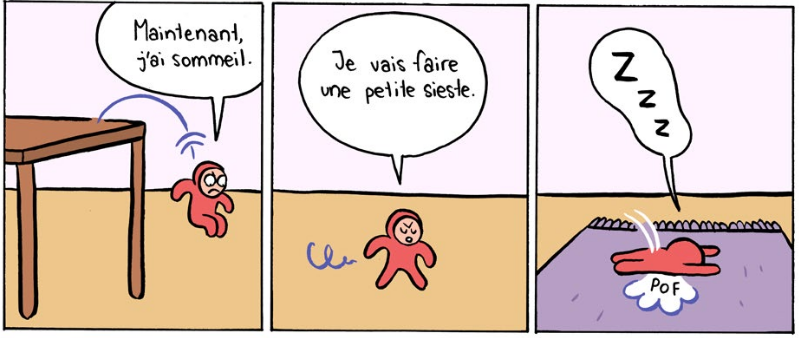 Maintenant,
j'ai sommeil.
Je vais faire
une petite sieste.
Z
Z
Z
POF